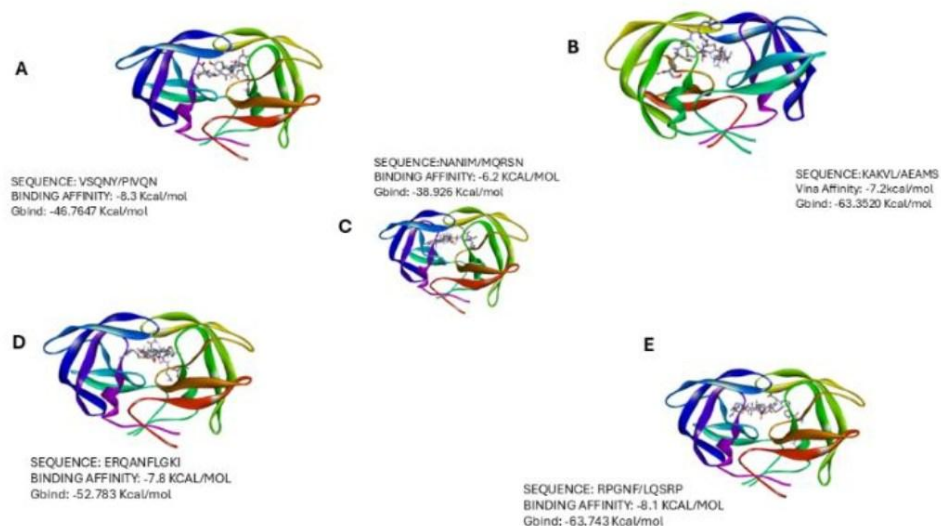 A
SEQUENCE: VSQNY/PIVQN
BINDING AFFINITY: -8.3 Kcal/mol
Gbind: -46.7647 Kcal/mol
B
SEQUENCE:KAKVL/AEAMS
Vina Affinity: -7.2kcal/mol
Gbind: -63.3520 Kcal/mol
SEQUENCE:NANIM/MQRSN
BINDING AFFINITY: -6.2 KCAL/MOL
Gbind: -38.926 Kcal/mol
C
D
SEQUENCE: ERQANFLGKI
BINDING AFFINITY: -7.8 KCAL/MOL
Gbind: -52.783 Kcal/mol
E
SEQUENCE: RPGNF/LQSRP
BINDING AFFINITY: -8.1 KCAL/MOL
Gbind: -63.743 Kcal/mol